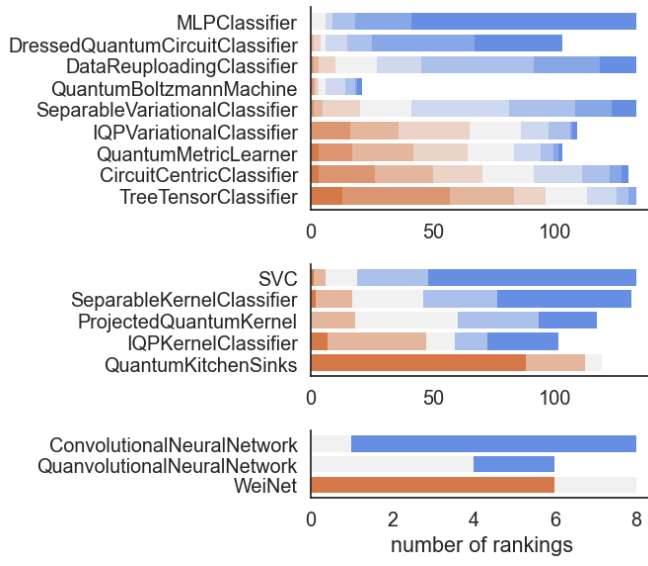 MLPClassifier
DressedQuantumCircuitClassifier
DataReuploadingClassifier
QuantumBoltzmannMachine
SeparableVariationalClassifier
IQPVariationalClassifier
QuantumMetricLearner
CircuitCentricClassifier
TreeTensorClassifier
0 50 100
SVC
SeparableKernelClassifier
ProjectedQuantumKernel
IQPKernelClassifier
QuantumKitchenSinks
0 50 100
ConvolutionalNeuralNetwork
QuanvolutionalNeuralNetwork
WeiNet
0 2 4 6 8
number of rankings